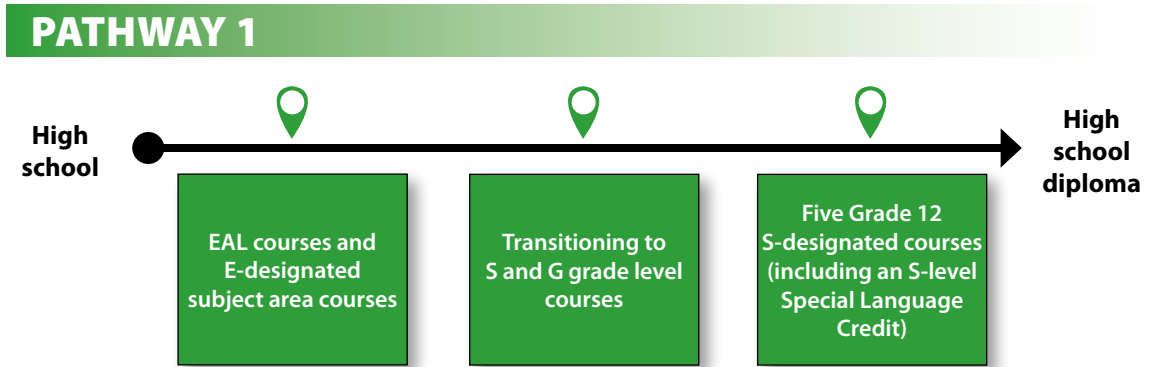 PATHWAY 1
High
school
EAL courses and
E-designated
subject area courses
Transitioning to
S and G grade level
courses
Five Grade 12
S-designated courses
(including an S-level
Special Language
Credit)
High
school
diploma